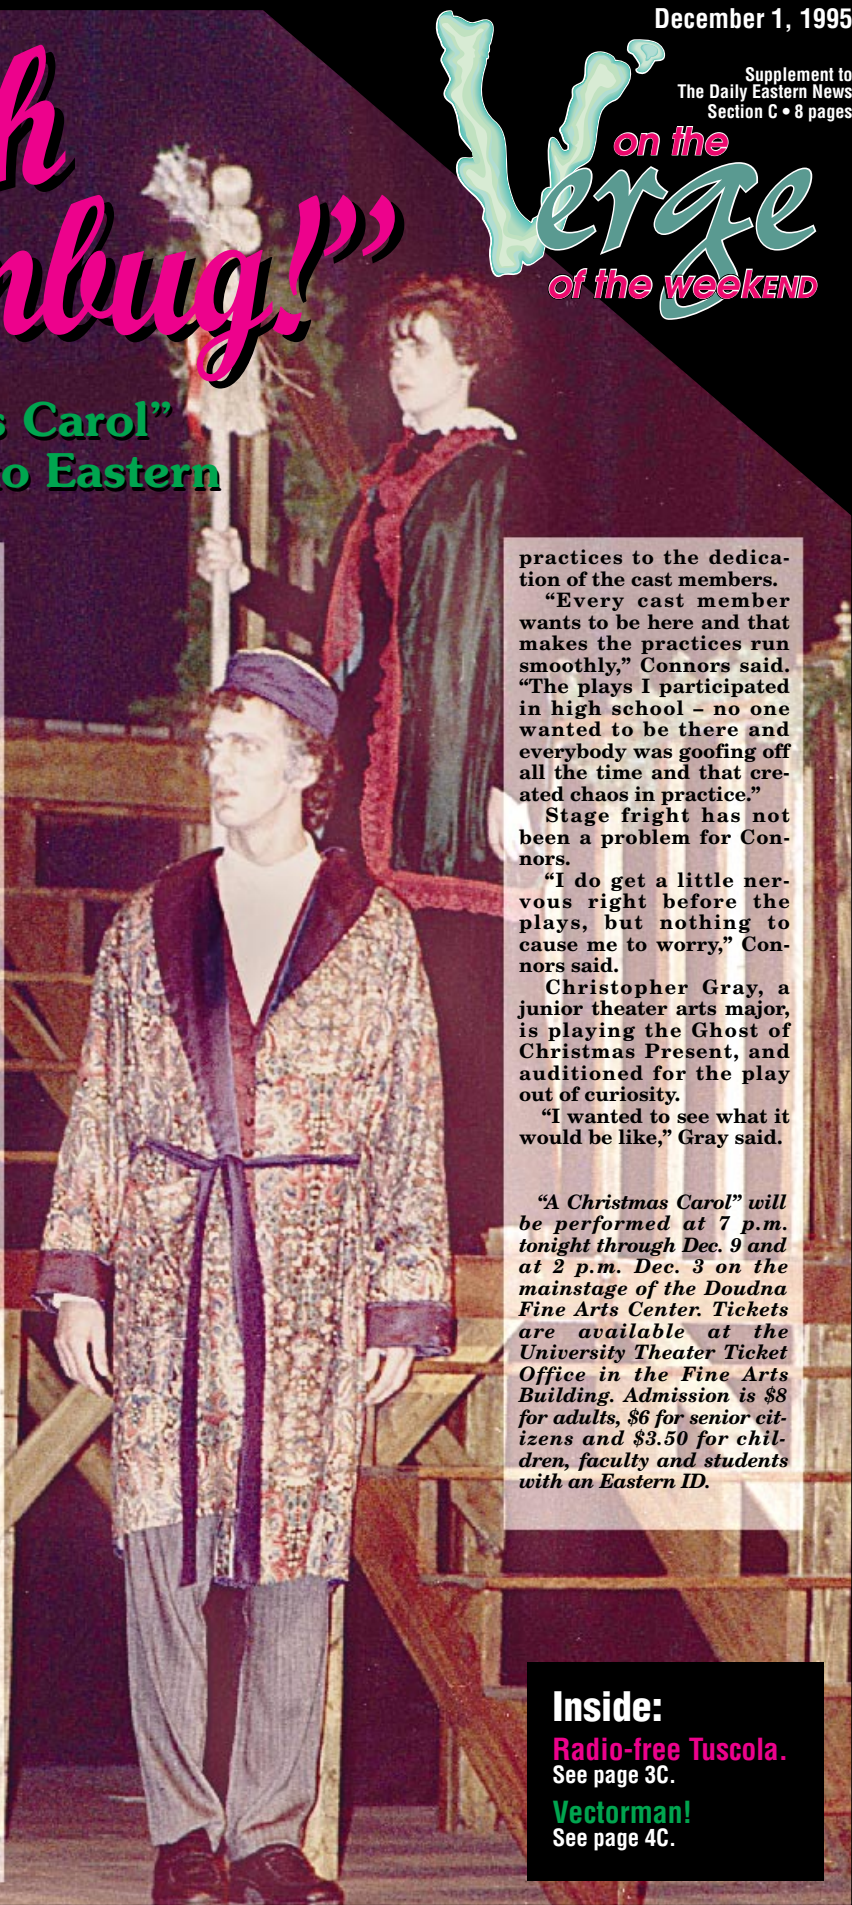 December 1, 1995
Supplement to
The Daily Eastern News
Section C • 8 pages
on the
Verge
of the weekEND
h
mbug!”
s Carol”
o Eastern
practices to the dedica-
tion of the cast members.
“Every cast member
wants to be here and that
makes the practices run
smoothly,” Connors said.
“The plays I participated
in high school – no one
wanted to be there and
everybody was goofing off
all the time and that cre-
ated chaos in practice.”
Stage fright has not
been a problem for Con-
nors.
“I do get a little ner-
vous right before the
plays, but nothing to
cause me to worry,” Con-
nors said.
Christopher Gray, a
junior theater arts major,
is playing the Ghost of
Christmas Present, and
auditioned for the play
out of curiosity.
“I wanted to see what it
would be like,” Gray said.
“A Christmas Carol” will
be performed at 7 p.m.
tonight through Dec. 9 and
at 2 p.m. Dec. 3 on the
mainstage of the Doudna
Fine Arts Center. Tickets
are available at the
University Theater Ticket
Office in the Fine Arts
Building. Admission is $8
for adults, $6 for senior cit-
izens and $3.50 for chil-
dren, faculty and students
with an Eastern ID.
Inside:
Radio-free Tuscola.
See page 3C.
Vectorman!
See page 4C.